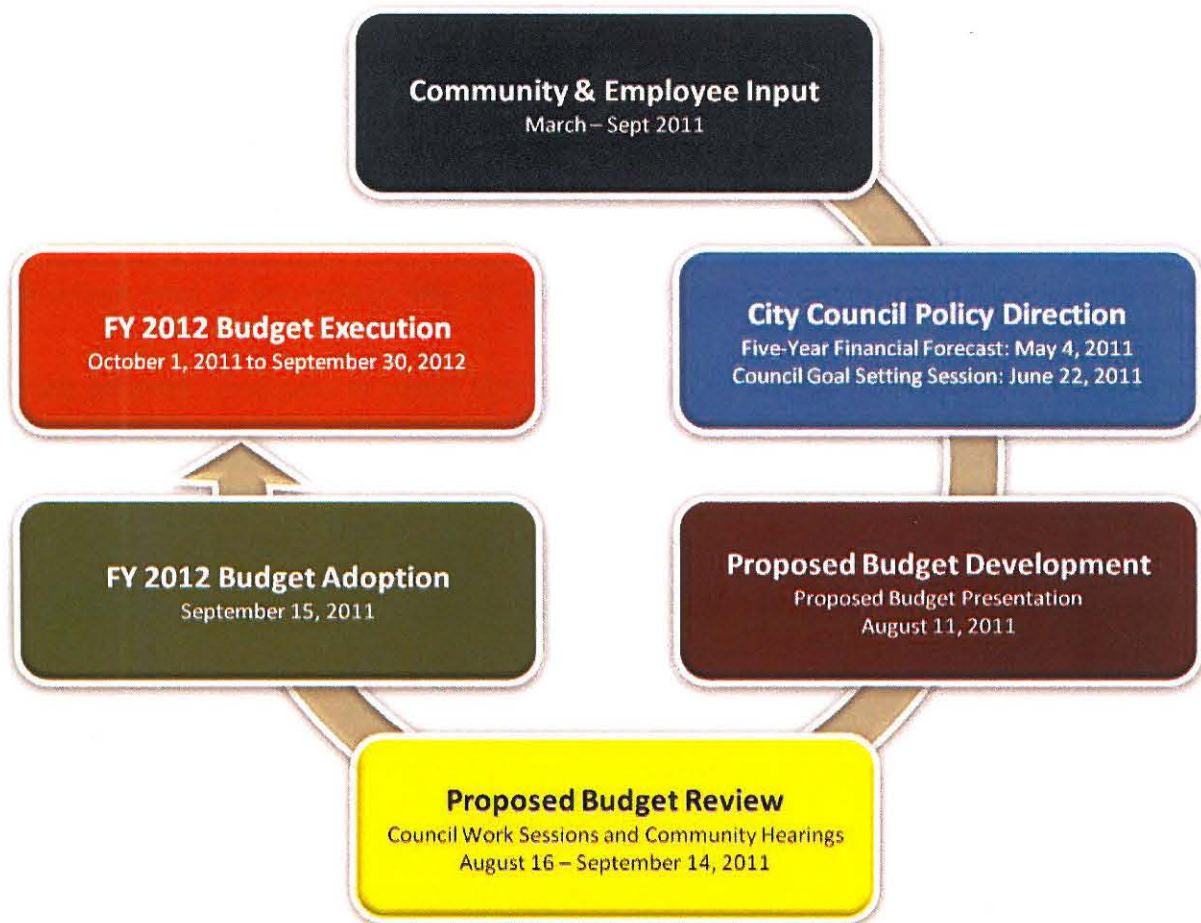 Community & Employee Input
March – Sept 2011
City Council Policy Direction
Five-Year Financial Forecast: May 4, 2011
Council Goal Setting Session: June 22, 2011
Proposed Budget Development
Proposed Budget Presentation
August 11, 2011
Proposed Budget Review
Council Work Sessions and Community Hearings
August 16 – September 14, 2011
FY 2012 Budget Adoption
September 15, 2011
FY 2012 Budget Execution
October 1, 2011 to September 30, 2012